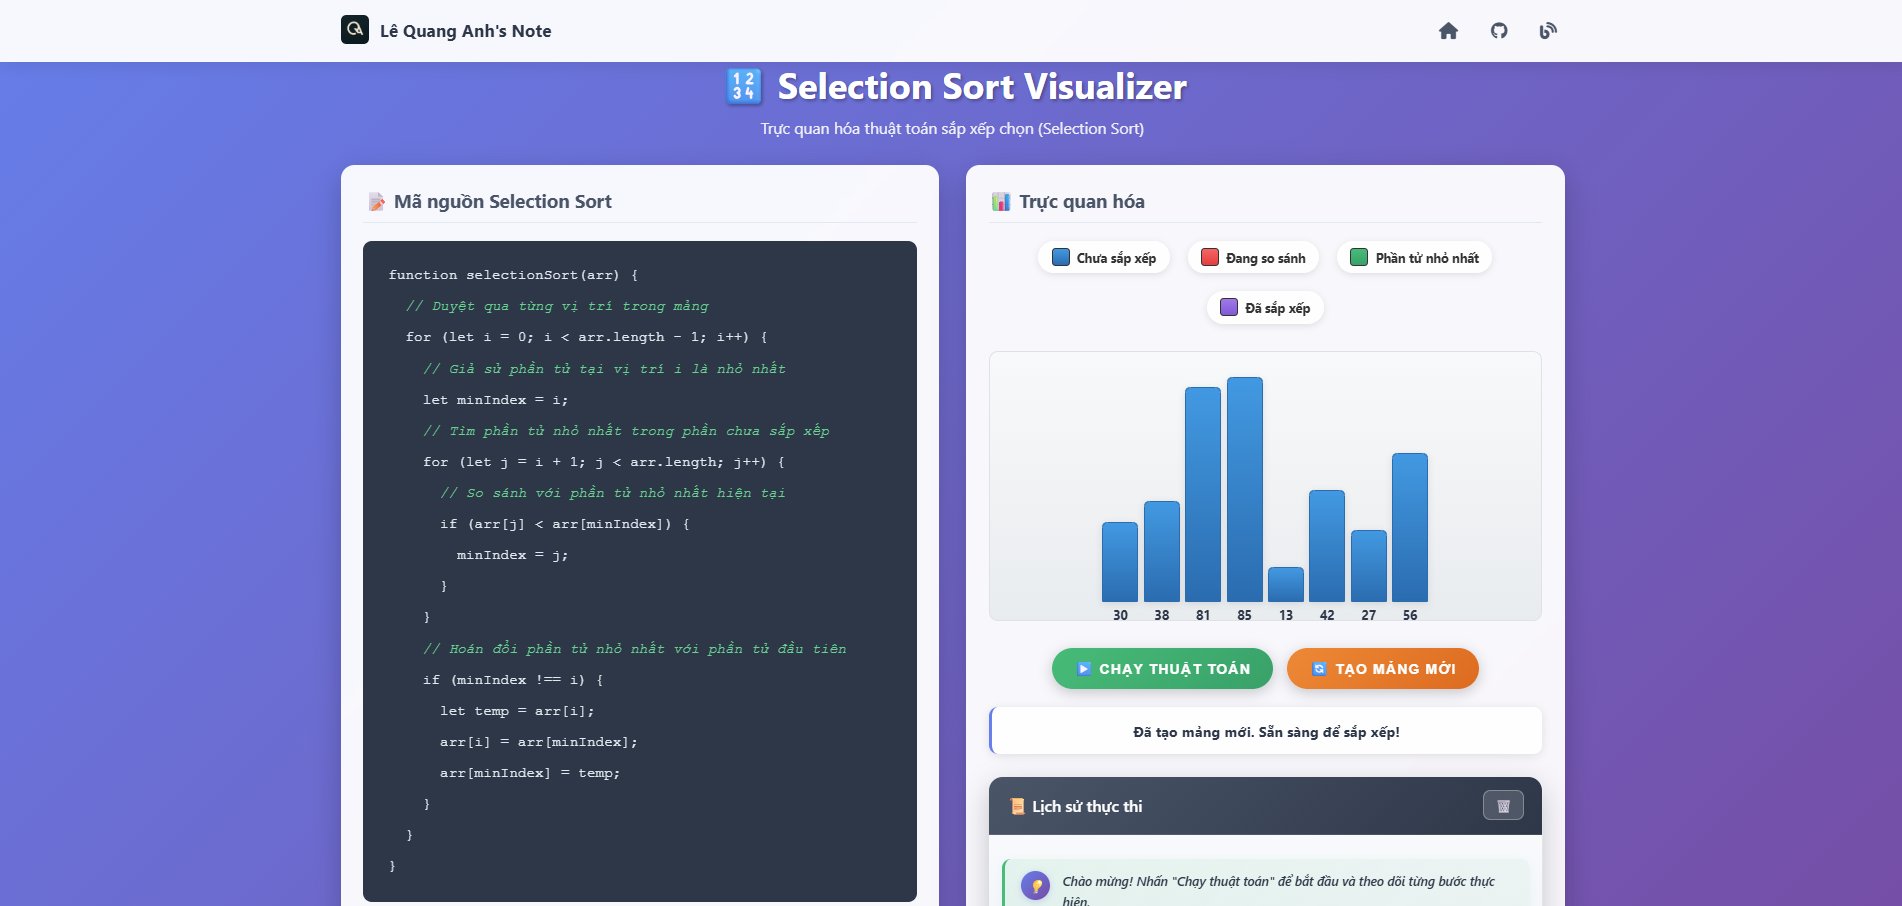 Lê Quang Anh's Note
Selection Sort Visualizer
Trực quan hóa thuật toán sắp xếp chọn (Selection Sort)
Mã nguồn Selection Sort
function selectionSort(arr) {
// Duyệt qua từng vị trí trong mảng
for (let i = 0; i < arr.length - 1; i++) {
// Giả sử phần tử tại vị trí i là nhỏ nhất
let minIndex = i;
// Tìm phần tử nhỏ nhất trong phần chưa sắp xếp
for (let j = i + 1; j < arr.length; j++) {
// So sánh với phần tử nhỏ nhất hiện tại
if (arr[j] < arr[minIndex]) {
minIndex = j;
}
}
// Hoán đổi phần tử nhỏ nhất với phần tử đầu tiên
if (minIndex !== i) {
let temp = arr[i];
arr[i] = arr[minIndex];
arr[minIndex] = temp;
}
}
}
Trực quan hóa
Chưa sắp xếp
Đang so sánh
Phần tử nhỏ nhất
Đã sắp xếp
30 38 81 85 13 42 27 56
CHẠY THUẬT TOÁN
TẠO MẢNG MỚI
Đã tạo mảng mới. Sẵn sàng để sắp xếp!
Lịch sử thực thi
Chào mừng! Nhấn "Chạy thuật toán" để bắt đầu và theo dõi từng bước thực
hiện.